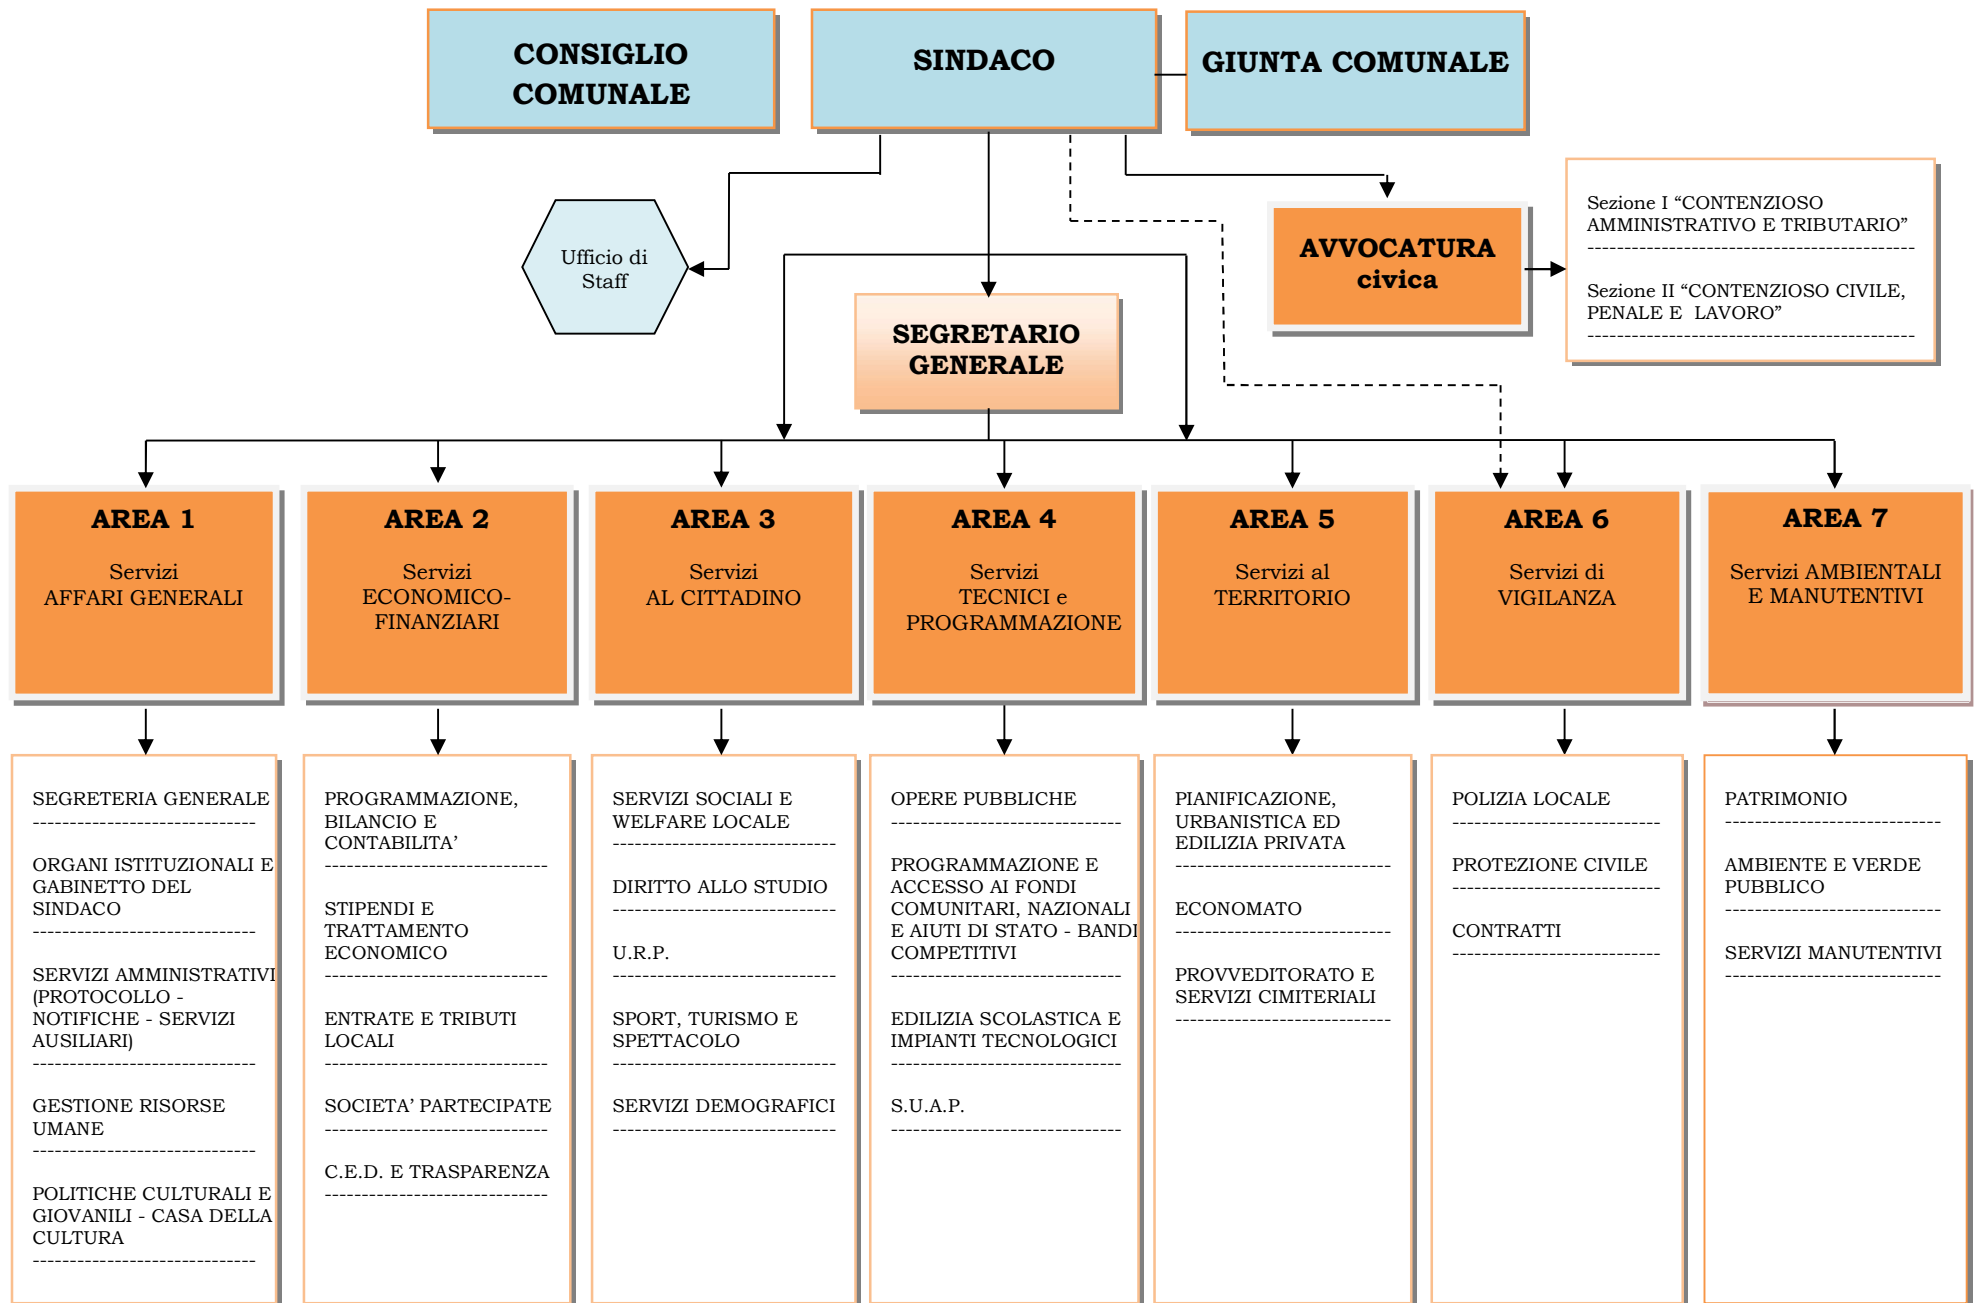 CONSIGLIO
COMUNALE
SINDACO
GIUNTA COMUNALE
Ufficio di
Staff
SEGRETARIO
GENERALE
AVVOCATURA
civica
Sezione I “CONTENZIOSO
AMMINISTRATIVO E TRIBUTARIO”
--------------------------------------------
Sezione II “CONTENZIOSO CIVILE,
PENALE E  LAVORO”
--------------------------------------------
AREA 1
Servizi
AFFARI GENERALI
AREA 2
Servizi
ECONOMICO-
FINANZIARI
AREA 3
Servizi
AL CITTADINO
AREA 4
Servizi
TECNICI e
PROGRAMMAZIONE
AREA 5
Servizi al
TERRITORIO
AREA 6
Servizi di
VIGILANZA
AREA 7
Servizi AMBIENTALI
E MANUTENTIVI
SEGRETERIA GENERALE
------------------------------
ORGANI ISTITUZIONALI E
GABINETTO DEL
SINDACO
------------------------------
SERVIZI AMMINISTRATIVI
(PROTOCOLLO -
NOTIFICHE - SERVIZI
AUSILIARI)
------------------------------
GESTIONE RISORSE
UMANE
------------------------------
POLITICHE CULTURALI E
GIOVANILI - CASA DELLA
CULTURA
------------------------------
PROGRAMMAZIONE,
BILANCIO E
CONTABILITA’
------------------------------
STIPENDI E
TRATTAMENTO
ECONOMICO
------------------------------
ENTRATE E TRIBUTI
LOCALI
------------------------------
SOCIETA’ PARTECIPATE
------------------------------
C.E.D. E TRASPARENZA
------------------------------
SERVIZI SOCIALI E
WELFARE LOCALE
------------------------------
DIRITTO ALLO STUDIO
------------------------------
U.R.P.
------------------------------
SPORT, TURISMO E
SPETTACOLO
------------------------------
SERVIZI DEMOGRAFICI
------------------------------
OPERE PUBBLICHE
-------------------------------
PROGRAMMAZIONE E
ACCESSO AI FONDI
COMUNITARI, NAZIONALI
E AIUTI DI STATO - BANDI
COMPETITIVI
-------------------------------
EDILIZIA SCOLASTICA E
IMPIANTI TECNOLOGICI
-------------------------------
S.U.A.P.
-------------------------------
PIANIFICAZIONE,
URBANISTICA ED
EDILIZIA PRIVATA
-----------------------------
ECONOMATO
-----------------------------
PROVVEDITORATO E
SERVIZI CIMITERIALI
-----------------------------
POLIZIA LOCALE
----------------------------
PROTEZIONE CIVILE
----------------------------
CONTRATTI
----------------------------
PATRIMONIO
-----------------------------
AMBIENTE E VERDE
PUBBLICO
-----------------------------
SERVIZI MANUTENTIVI
-----------------------------